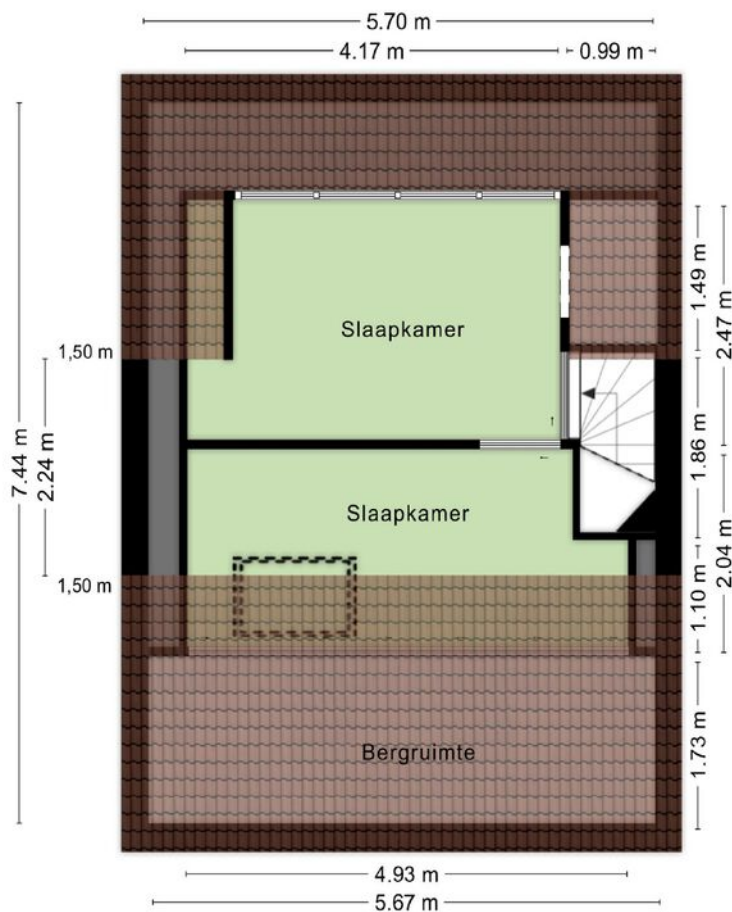 5.70 m
4.17 m
0.99 m
Slaapkamer
1,50 m
1.49 m
2.47 m
7.44 m
2.24 m
1.86 m
Slaapkamer
1,50 m
1.10 m
2.04 m
Bergruimte
1.73 m
4.93 m
5.67 m